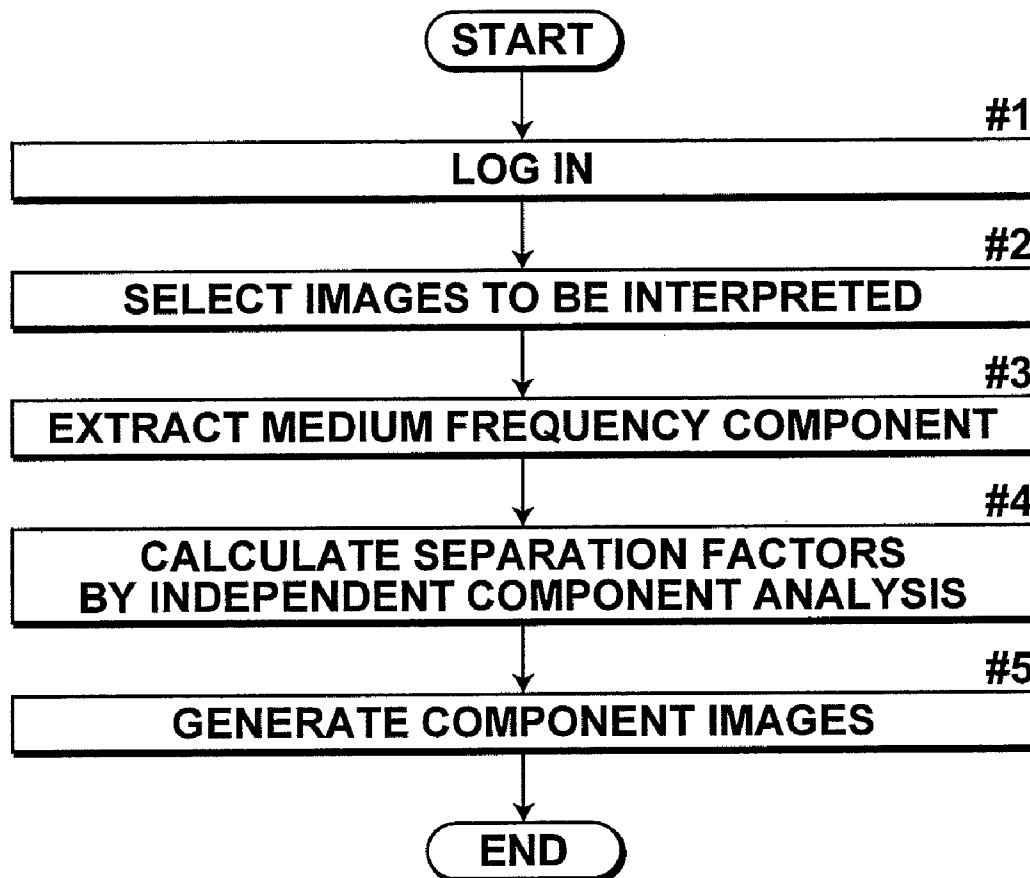 START
#1
LOG IN
#2
SELECT IMAGES TO BE INTERPRETED
#3
EXTRACT MEDIUM FREQUENCY COMPONENT
#4
CALCULATE SEPARATION FACTORS
BY INDEPENDENT COMPONENT ANALYSIS
#5
GENERATE COMPONENT IMAGES
END